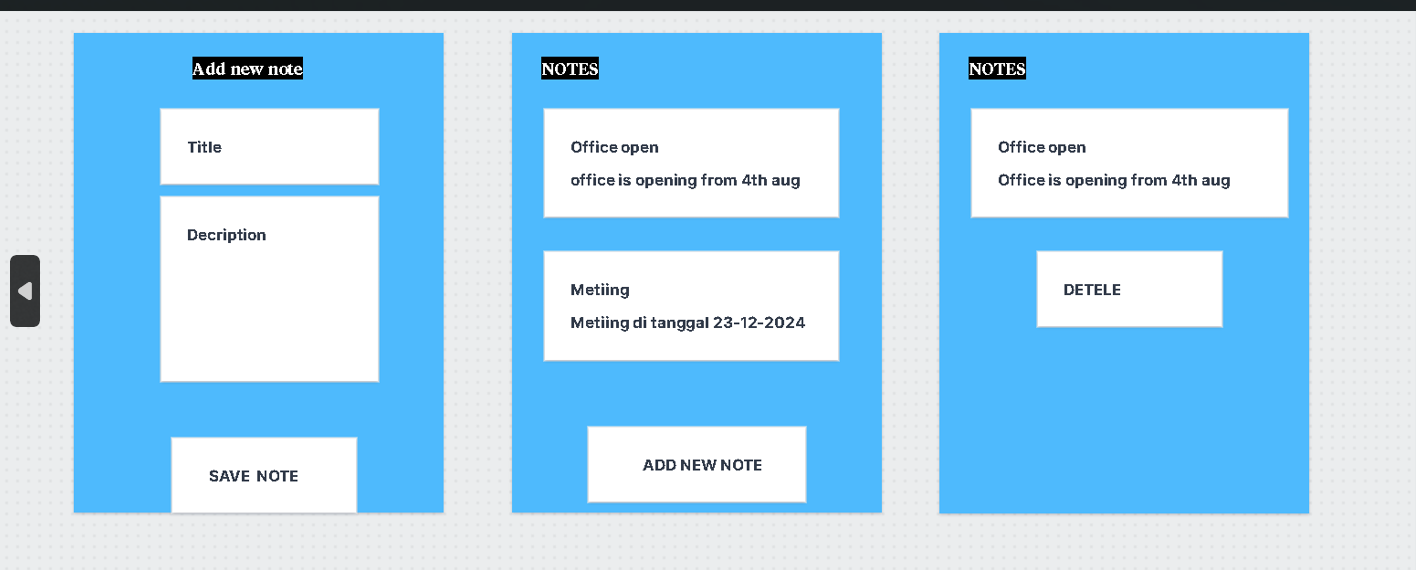 Add new note
Title
Decription
SAVE NOTE
NOTES
Office open
office is opening from 4th aug
Metiing
Metiing di tanggal 23-12-2024
ADD NEW NOTE
NOTES
Office open
Office is opening from 4th aug
DETELE